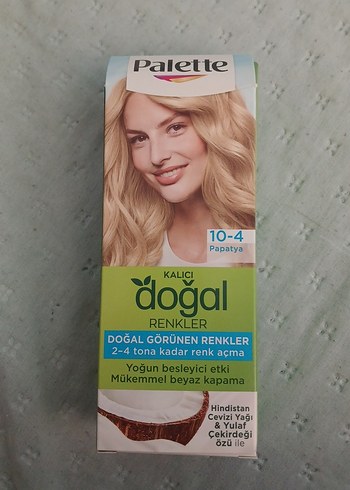 Palette
10-4
Papatya
KALICI
doğal
RENKLER
DOĞAL GÖRÜNEN RENKLER
2-4 tona kadar renk açma
Yoğun besleyici etki
Mükemmel beyaz kapama
Hindistan
Cevizi Yağı
& Yulaf
Çekirdeği
özü ile